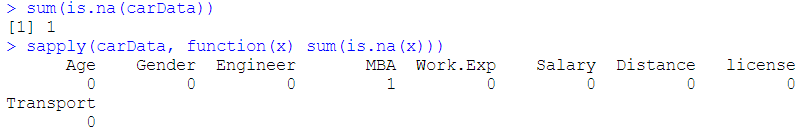 > sum(is.na(carData))
[1] 1
> sapply(carData, function(x) sum(is.na(x)))
      Age    Gender  Engineer       MBA  Work.Exp    Salary  Distance   license
        0         0         0         1         0         0         0         0
Transport
        0